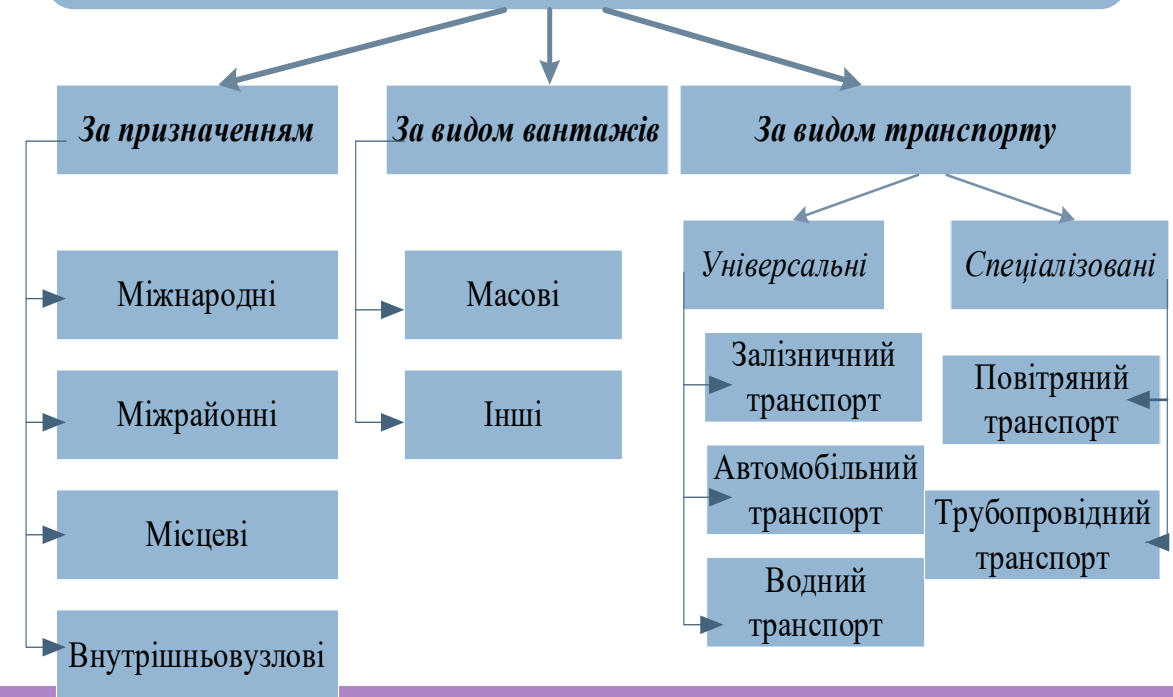 За призначенням
За видом вантажів
За видом транспорту
Міжнародні
Міжрайонні
Місцеві
Внутрішньовузлові
Масові
Інші
Універсальні
Залізничний
транспорт
Автомобільний
транспорт
Водний
транспорт
Спеціалізовані
Повітряний
транспорт
Трубопровідний
транспорт